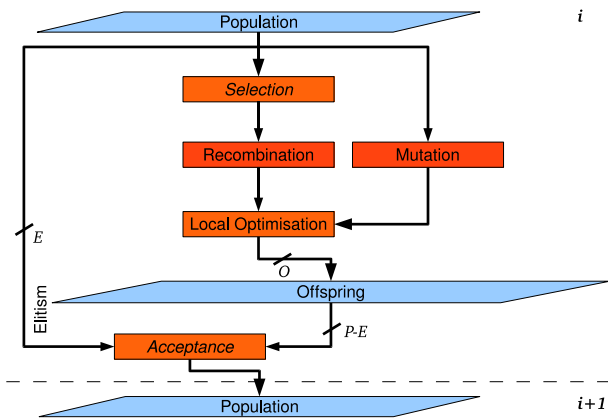 Population
i
Selection
Recombination
Mutation
Local Optimisation
E
O
Offspring
Elitism
P-E
Acceptance
Population
i+1